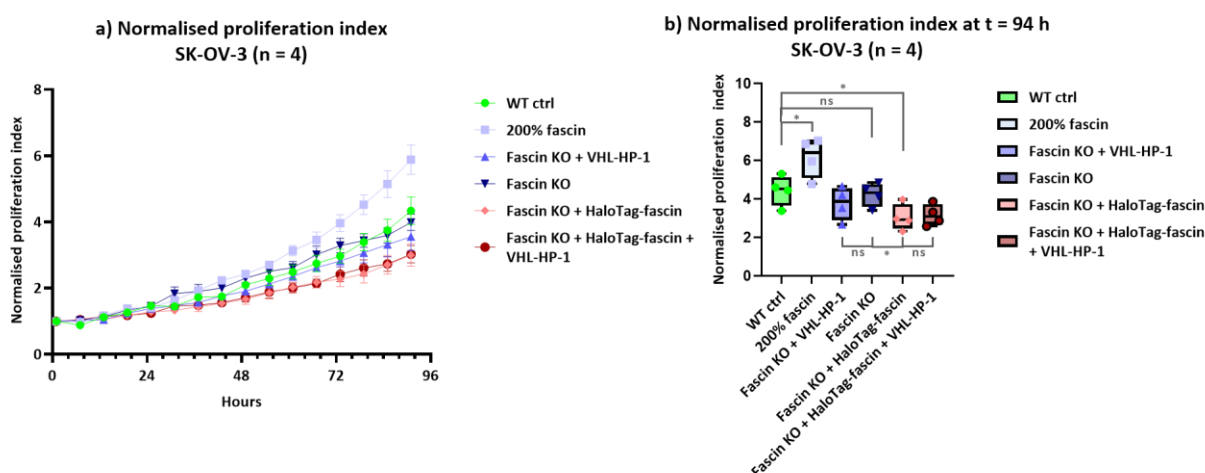 a) Normalised proliferation index
SK-OV-3 (n = 4)
Normalised proliferation index
8
6
4
2
0
0
24
48
72
96
Hours
WT ctrl
200% fascin
Fascin KO + VHL-HP-1
Fascin KO
Fascin KO + HaloTag-fascin
Fascin KO + HaloTag-fascin +
VHL-HP-1
b) Normalised proliferation index at t = 94 h
SK-OV-3 (n = 4)
Normalised proliferation index
10
8
6
4
2
0
*
ns
*
ns
*
ns
WT ctrl
200% fascin
Fascin KO + VHL-HP-1
Fascin KO
Fascin KO + HaloTag-fascin
Fascin KO + HaloTag-fascin + VHL-HP-1
WT ctrl
200% fascin
Fascin KO + VHL-HP-1
Fascin KO
Fascin KO + HaloTag-fascin
Fascin KO + HaloTag-fascin
+ VHL-HP-1